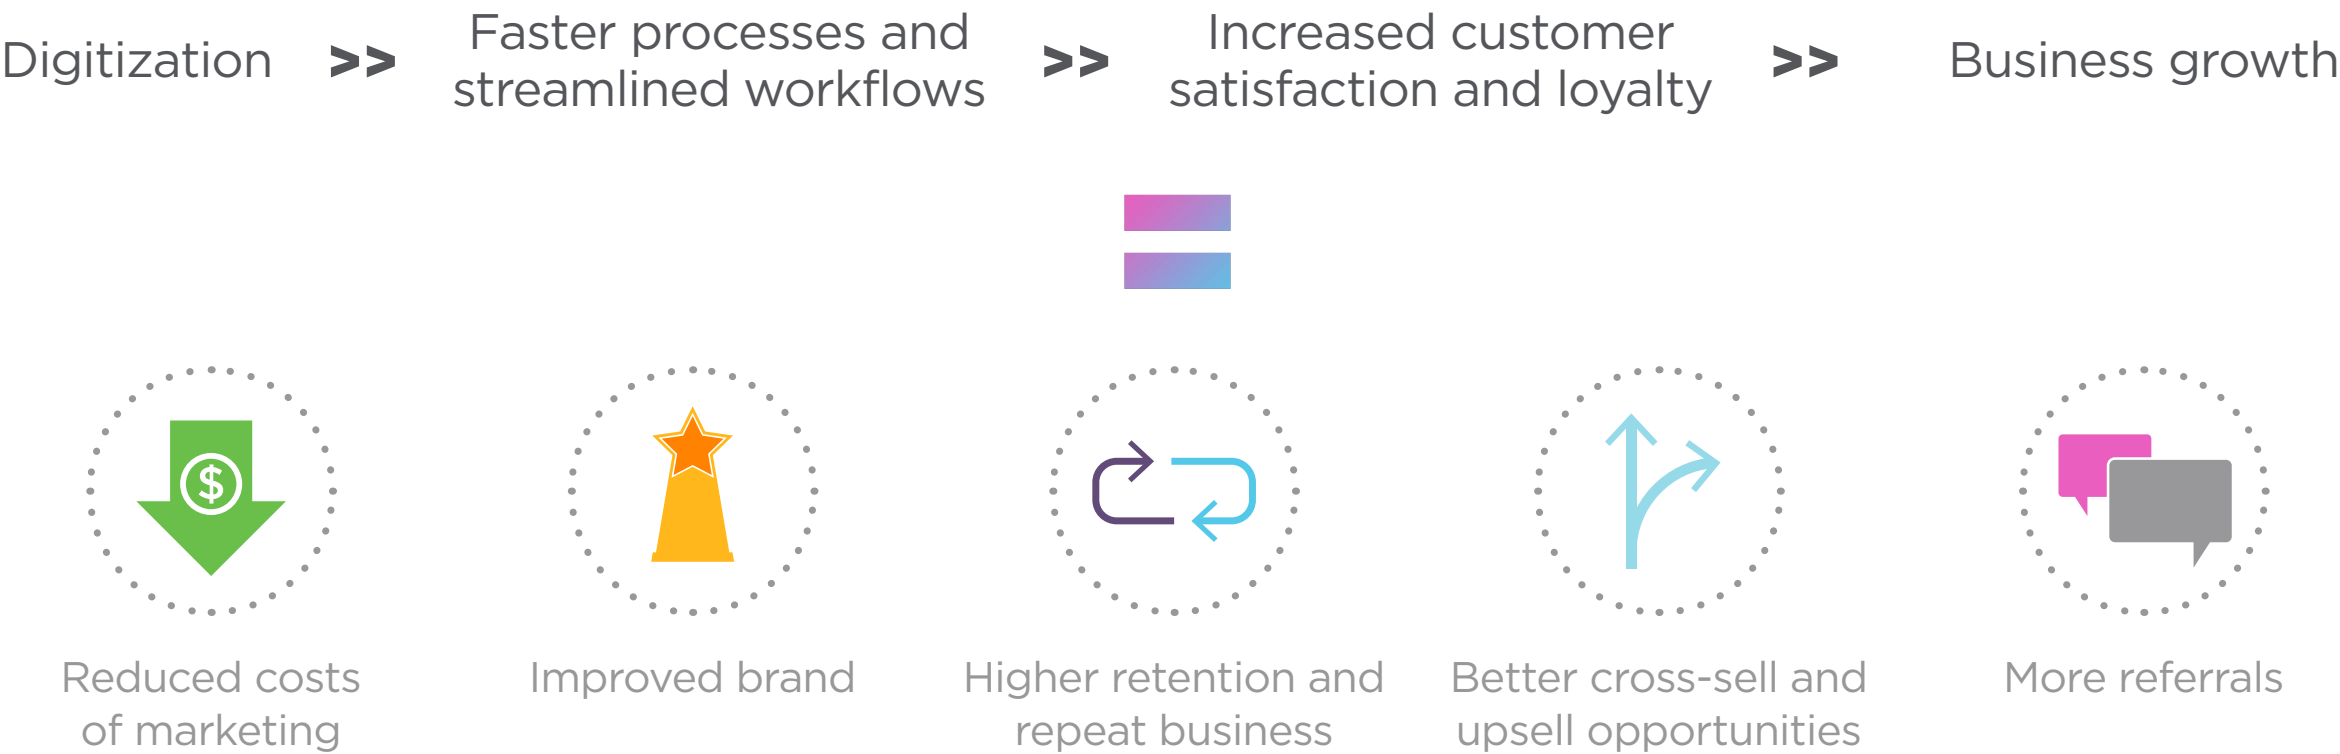 Digitization >> Faster processes and
streamlined workflows >> Increased customer
satisfaction and loyalty >> Business growth
=
$
Reduced costs
of marketing
Improved brand
Higher retention and
repeat business
Better cross-sell and
upsell opportunities
More referrals